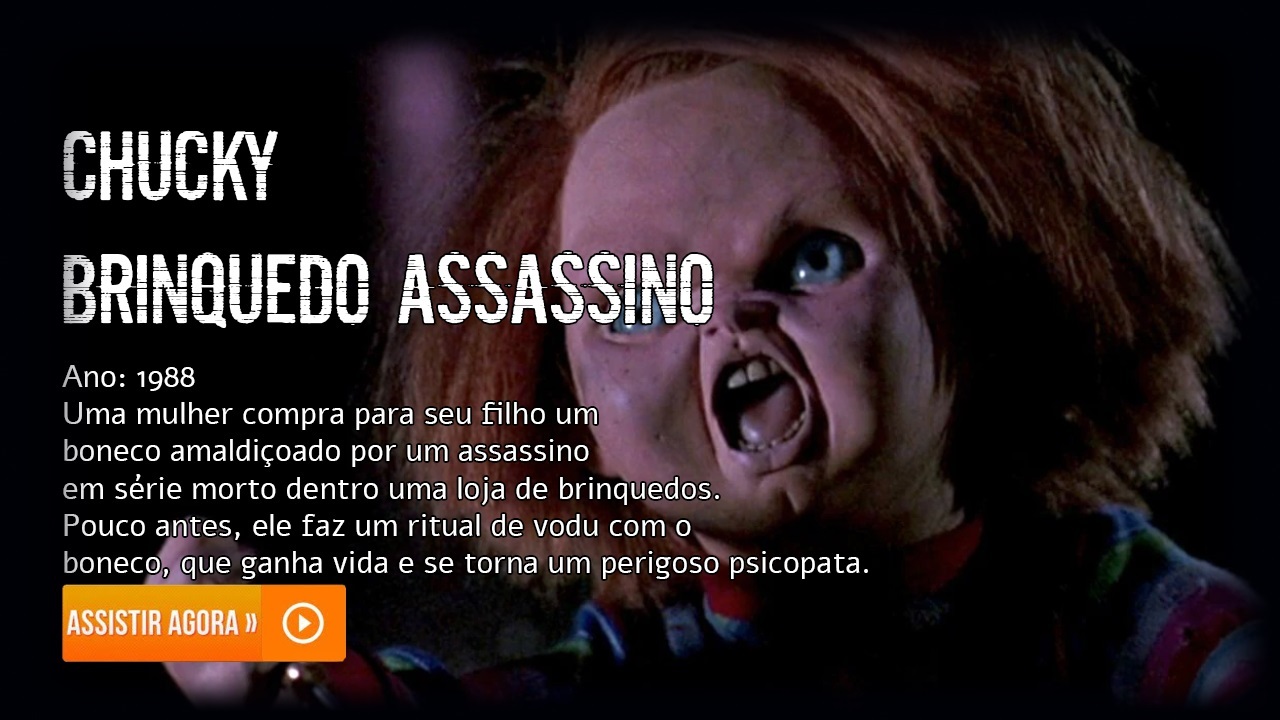 CHUCKY
BRINQUEDO ASSASSINO
Ano: 1988
Uma mulher compra para seu filho um
boneco amaldiçoado por um assassino
em série morto dentro uma loja de brinquedos.
Pouco antes, ele faz um ritual de vodu com o
boneco, que ganha vida e se torna um perigoso psicopata.
ASSISTIR AGORA »